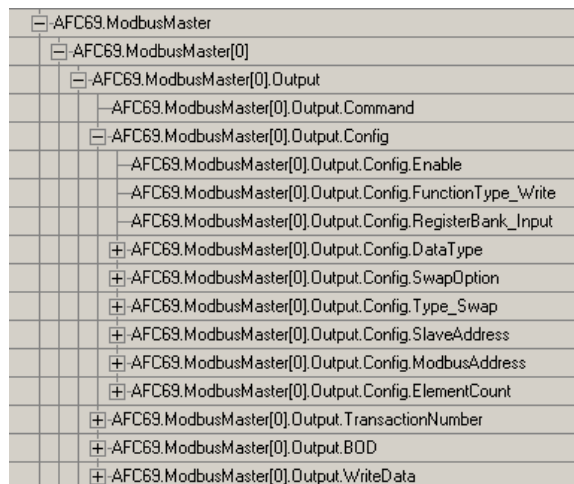 AFC69.ModbusMaster
AFC69.ModbusMaster[0]
AFC69.ModbusMaster[0].Output
AFC69.ModbusMaster[0].Output.Command
AFC69.ModbusMaster[0].Output.Config
AFC69.ModbusMaster[0].Output.Config.Enable
AFC69.ModbusMaster[0].Output.Config.FunctionType_Write
AFC69.ModbusMaster[0].Output.Config.RegisterBank_Input
AFC69.ModbusMaster[0].Output.Config.DataType
AFC69.ModbusMaster[0].Output.Config.SwapOption
AFC69.ModbusMaster[0].Output.Config.Type_Swap
AFC69.ModbusMaster[0].Output.Config.SlaveAddress
AFC69.ModbusMaster[0].Output.Config.ModbusAddress
AFC69.ModbusMaster[0].Output.Config.ElementCount
AFC69.ModbusMaster[0].Output.TransactionNumber
AFC69.ModbusMaster[0].Output.BOD
AFC69.ModbusMaster[0].Output.WriteData